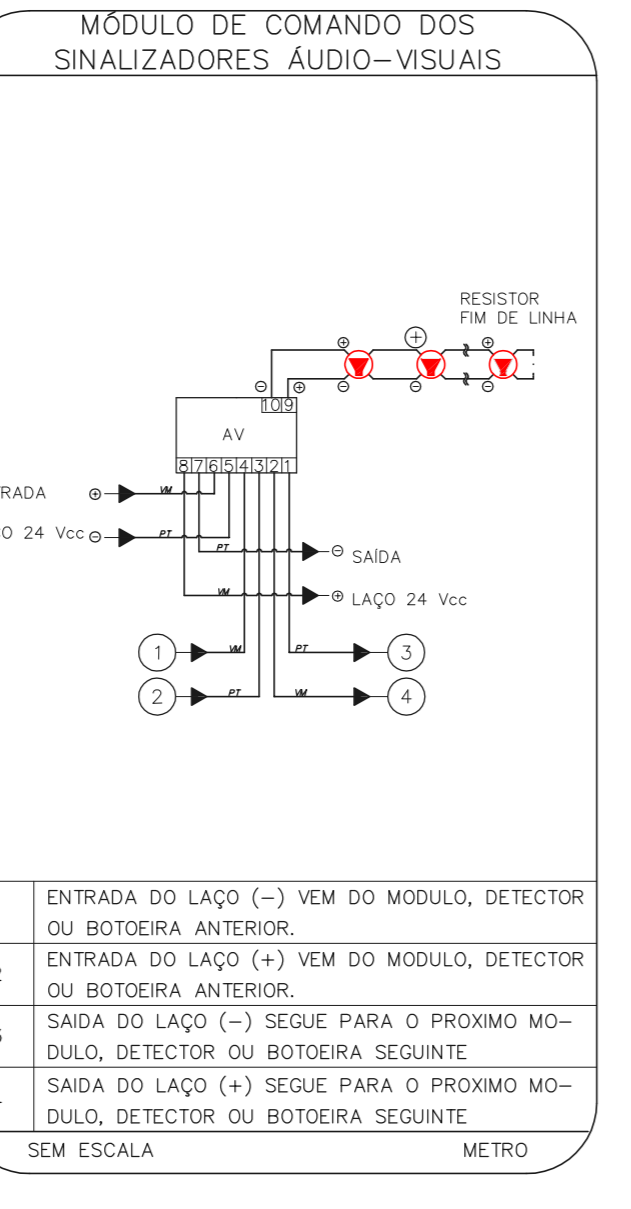 MÓDULO DE COMANDO DOS
SINALIZADORES ÁUDIO-VISUAIS
RESISTOR
FIM DE LINHA
10 9
AV
8 7 6 5 4 3 2 1
VM
24 Vcc
PT
PT
SAÍDA
VM
LAÇO 24 Vcc
1 VM PT 3
2 PT VM 4
ENTRADA DO LAÇO (-) VEM DO MODULO, DETECTOR
OU BOTOEIRA ANTERIOR.
ENTRADA DO LAÇO (+) VEM DO MODULO, DETECTOR
OU BOTOEIRA ANTERIOR.
SAIDA DO LAÇO (-) SEGUE PARA O PROXIMO MO-
DULO, DETECTOR OU BOTOEIRA SEGUINTE
SAIDA DO LAÇO (+) SEGUE PARA O PROXIMO MO-
DULO, DETECTOR OU BOTOEIRA SEGUINTE
SEM ESCALA METRO